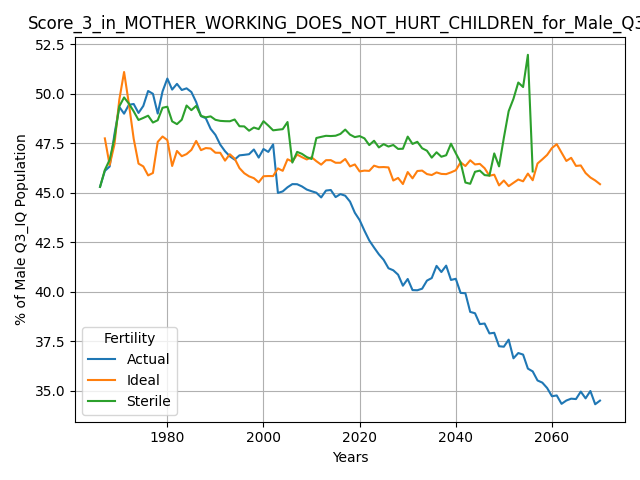 Score_3_in_MOTHER_WORKING_DOES_NOT_HURT_CHILDREN_for_Male_Q3
% of Male Q3_IQ Population
52.5
50.0
47.5
45.0
42.5
40.0
37.5
35.0
Fertility
Actual
Ideal
Sterile
1980 2000 2020 2040 2060
Years